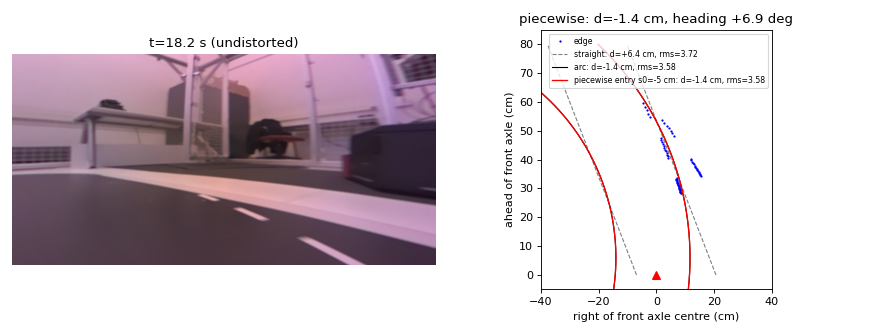 t=18.2 s (undistorted)
piecewise: d=-1.4 cm, heading +6.9 deg
edge
straight: d=+6.4 cm, rms=3.72
arc: d=-1.4 cm, rms=3.58
piecewise entry s0=-5 cm: d=-1.4 cm, rms=3.58
80
70
60
50
40
30
20
10
0
ahead of front axle (cm)
−40
−20
0
20
40
right of front axle centre (cm)